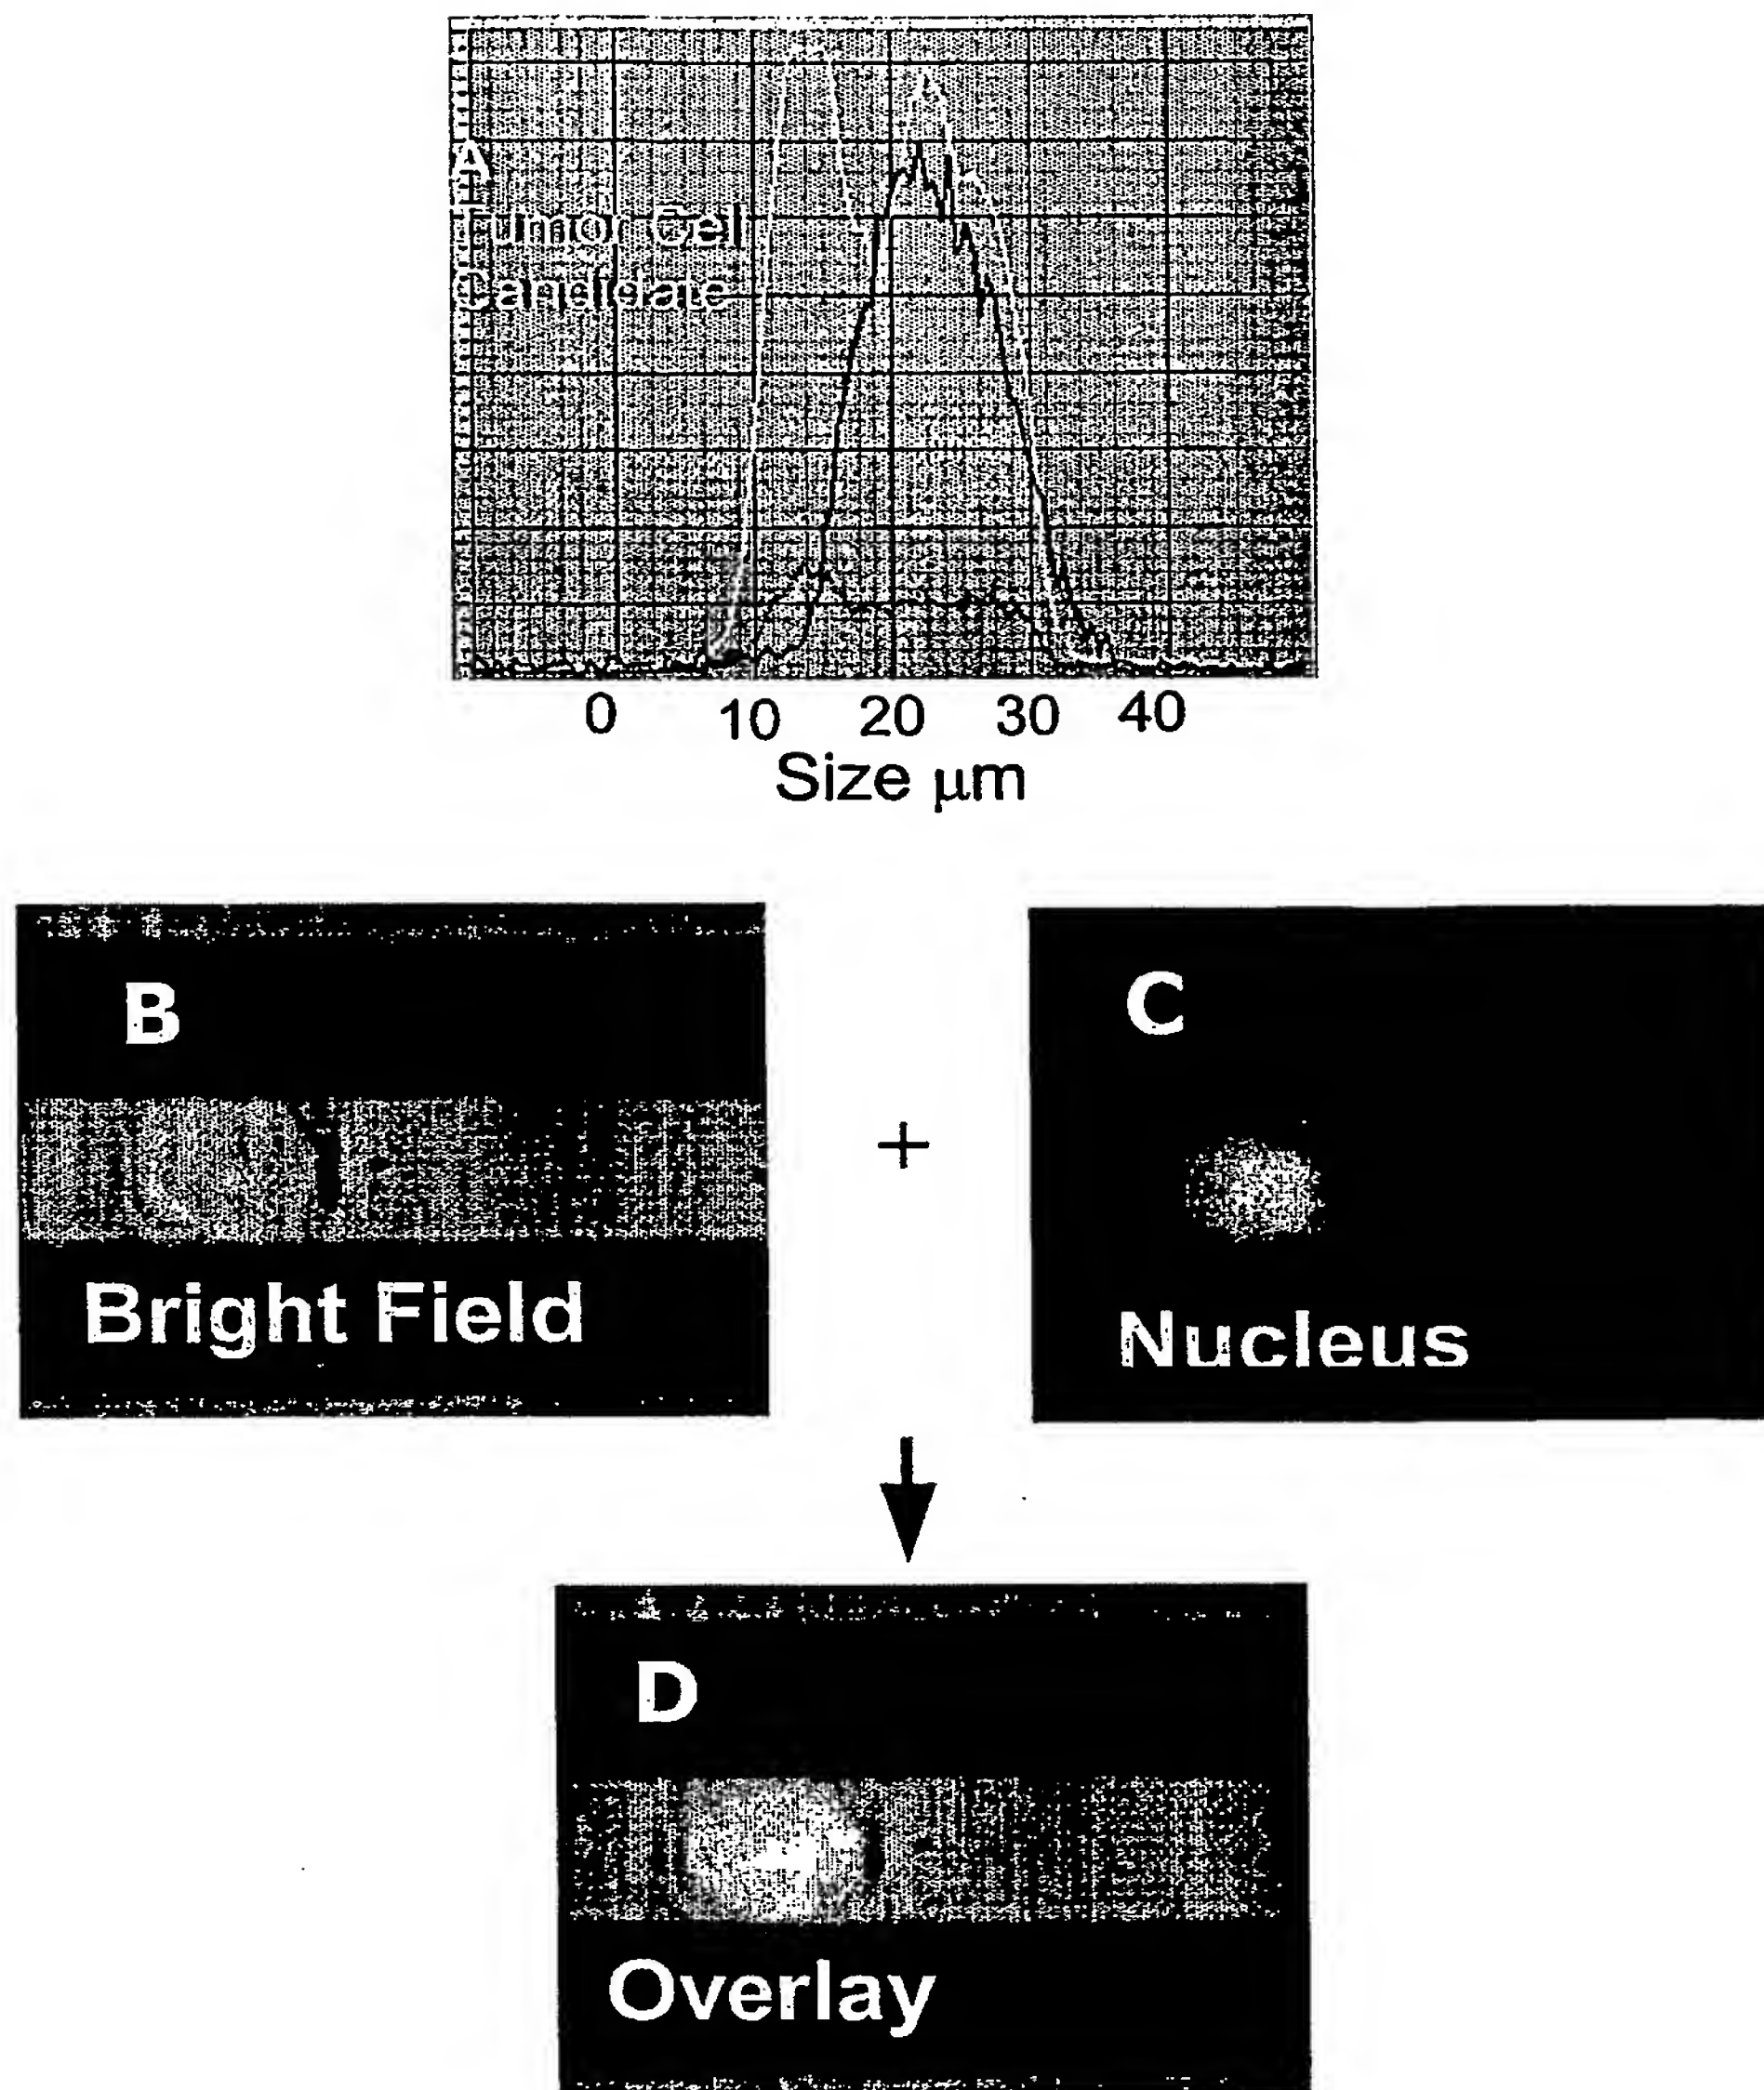 A
Tumor Cell
Candidate
0 10 20 30 40
Size μm
B
Bright Field
+
C
Nucleus
D
Overlay